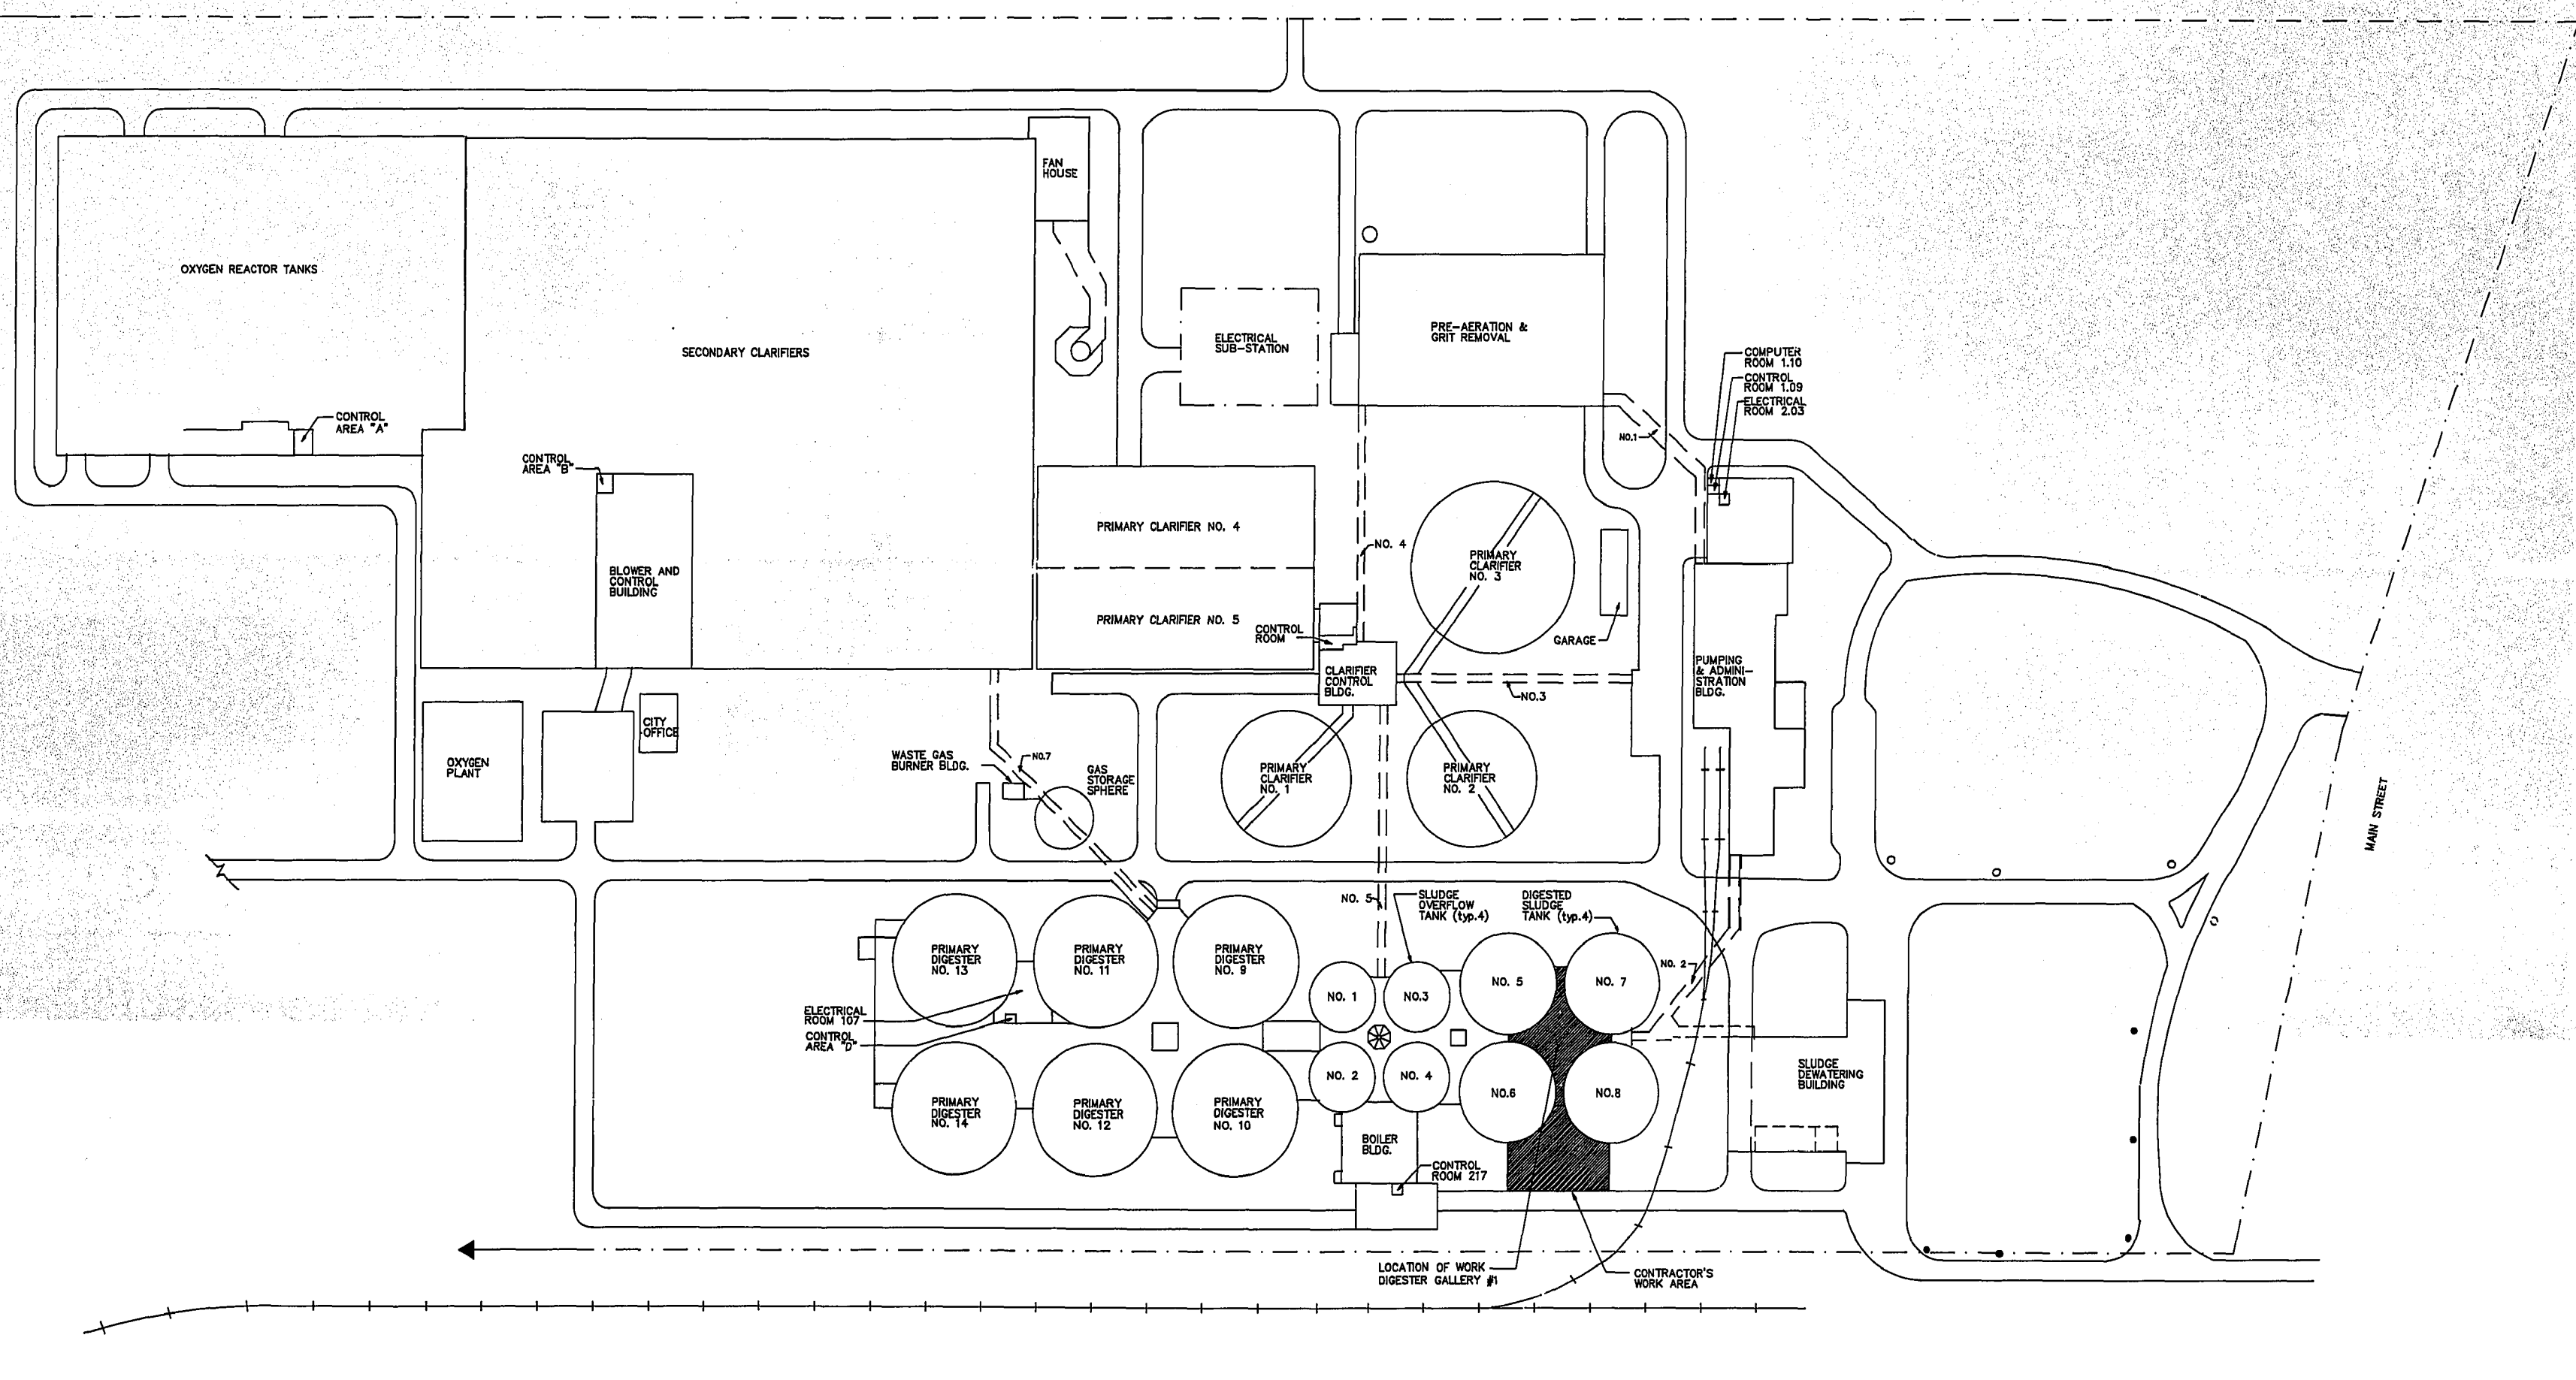 FAN
HOUSE
OXYGEN REACTOR TANKS
SECONDARY CLARIFIERS
ELECTRICAL
SUB-STATION
PRE-AERATION &
GRIT REMOVAL
COMPUTER
ROOM 1.10
CONTROL
ROOM 1.09
ELECTRICAL
ROOM 2.03
CONTROL
AREA "A"
NO.1
CONTROL
AREA "B"
PRIMARY CLARIFIER NO. 4
NO. 4
PRIMARY
CLARIFIER
NO. 3
BLOWER AND
CONTROL
BUILDING
PRIMARY CLARIFIER NO. 5
CONTROL
ROOM
GARAGE
CLARIFIER
CONTROL
BLDG.
PUMPING
& ADMINI-
STRATION
BLDG.
NO.3
CITY
OFFICE
OXYGEN
PLANT
WASTE GAS
BURNER BLDG.
NO.7
GAS
STORAGE
SPHERE
PRIMARY
CLARIFIER
NO. 1
PRIMARY
CLARIFIER
NO. 2
MAIN STREET
NO. 5
SLUDGE
OVERFLOW
TANK (typ.4)
DIGESTED
SLUDGE
TANK (typ.4)
PRIMARY
DIGESTER
NO. 13
PRIMARY
DIGESTER
NO. 11
PRIMARY
DIGESTER
NO. 9
NO. 1
NO.3
NO. 5
NO. 7
NO. 2
ELECTRICAL
ROOM 107
CONTROL
AREA "D"
NO. 2
NO. 4
NO.6
NO.8
SLUDGE
DEWATERING
BUILDING
PRIMARY
DIGESTER
NO. 14
PRIMARY
DIGESTER
NO. 12
PRIMARY
DIGESTER
NO. 10
BOILER
BLDG.
CONTROL
ROOM 217
LOCATION OF WORK
DIGESTER GALLERY #1
CONTRACTOR'S
WORK AREA